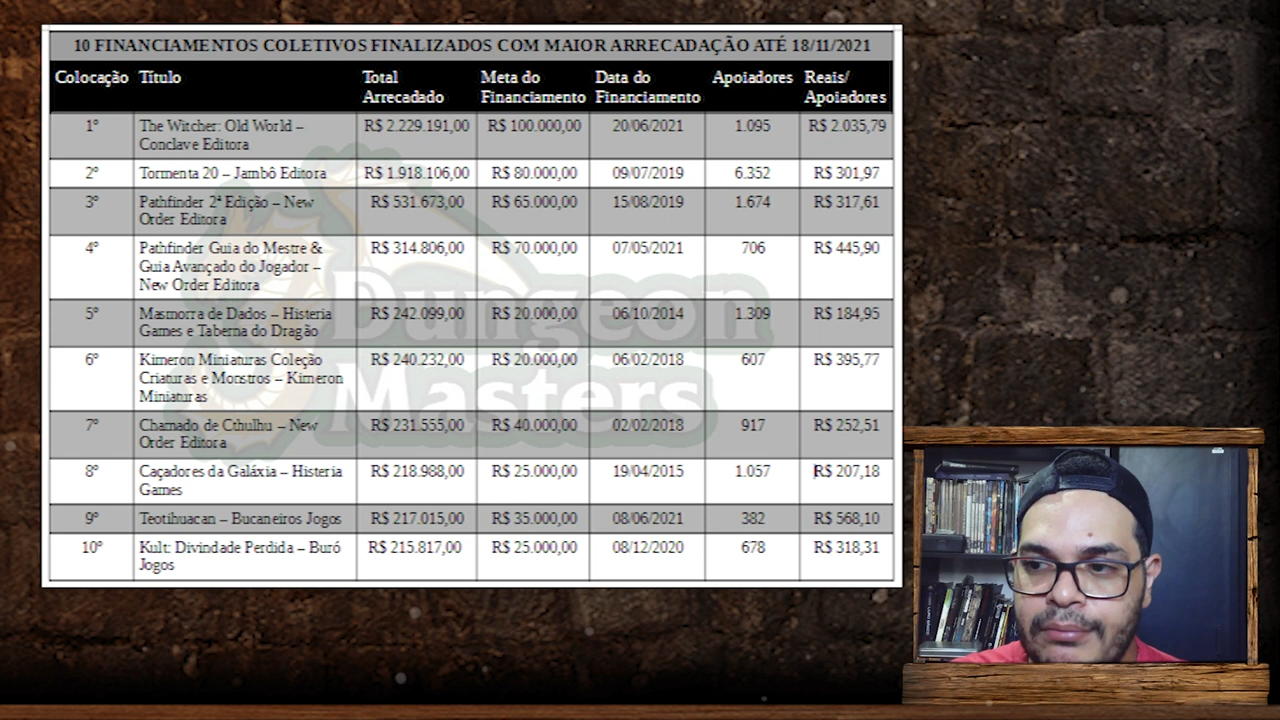 10 FINANCIAMENTOS COLETIVOS FINALIZADOS COM MAIOR ARRECADAÇÃO ATÉ 18/11/2021
Colocação Título Total Arrecadado Meta do Financiamento Data do Financiamento Apoiadores Reais/ Apoiadores
1º The Witcher: Old World – R$ 2.229.191,00 R$ 100.000,00 20/06/2021 1.095 R$ 2.035,79
Conclave Editora
2º Tormenta 20 – Jambô Editora R$ 1.918.106,00 R$ 80.000,00 09/07/2019 6.352 R$ 301,97
3º Pathfinder 2ª Edição – New R$ 531.673,00 R$ 65.000,00 15/08/2019 1.674 R$ 317,61
Order Editora
4º Pathfinder Guia do Mestre & R$ 314.806,00 R$ 70.000,00 07/05/2021 706 R$ 445,90
Guia Avançado do Jogador –
New Order Editora
5º Masmorra de Dados – Histeria R$ 242.099,00 R$ 20.000,00 06/10/2014 1.309 R$ 184,95
Games e Taberna do Dragão
6º Kimeron Miniaturas Coleção R$ 240.232,00 R$ 20.000,00 06/02/2018 607 R$ 395,77
Criaturas e Monstros – Kimeron
Miniaturas
7º Chamado de Cthulhu – New R$ 231.555,00 R$ 40.000,00 02/02/2018 917 R$ 252,51
Order Editora
8º Caçadores da Galáxia – Histeria R$ 218.988,00 R$ 25.000,00 19/04/2015 1.057 R$ 207,18
Games
9º Teotihuacan – Bucaneiros Jogos R$ 217.015,00 R$ 35.000,00 08/06/2021 382 R$ 568,10
10º Kult: Divindade Perdida – Buró R$ 215.817,00 R$ 25.000,00 08/12/2020 678 R$ 318,31
Jogos
Dungeon
Masters